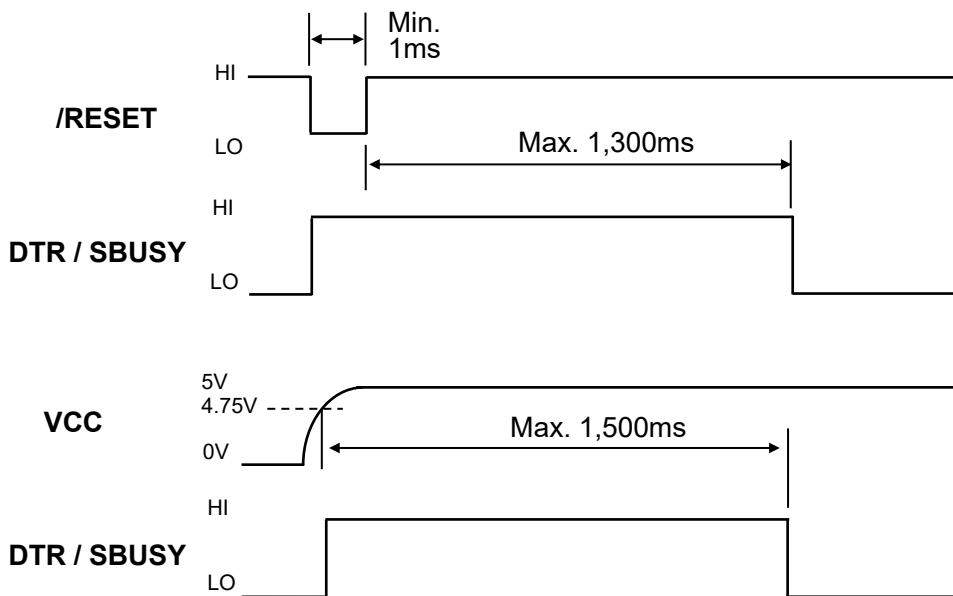 Min.
1ms
HI
/RESET
LO
Max. 1,300ms
HI
DTR / SBUSY
LO
5V
4.75V
VCC
Max. 1,500ms
0V
HI
DTR / SBUSY
LO